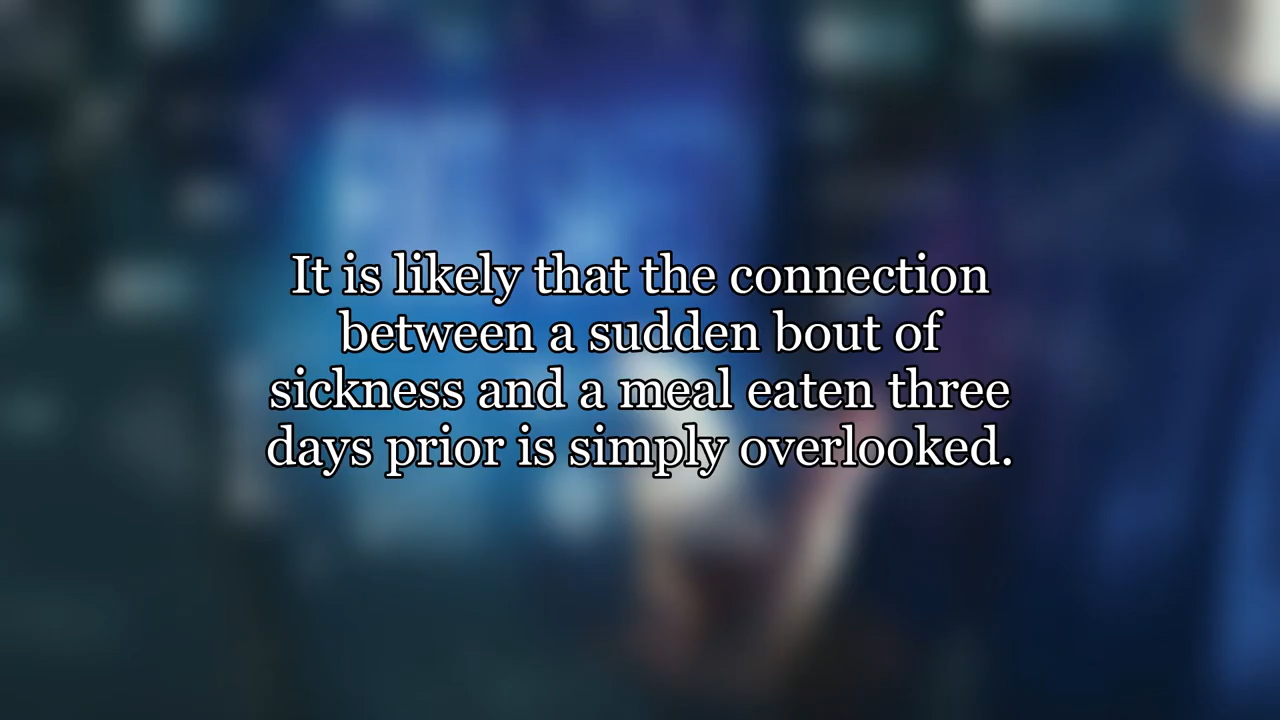 It is likely that the connection
between a sudden bout of
sickness and a meal eaten three
days prior is simply overlooked.